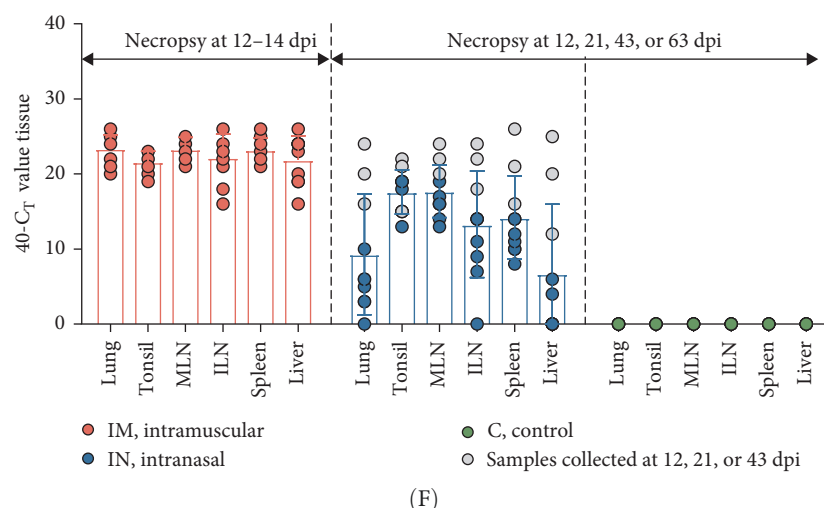 40
30
20
10
0
40-CT value tissue
Necropsy at 12–14 dpi
Necropsy at 12, 21, 43, or 63 dpi
Lung
Tonsil
MLN
ILN
Spleen
Liver
Lung
Tonsil
MLN
ILN
Spleen
Liver
Lung
Tonsil
MLN
ILN
Spleen
Liver
IM, intramuscular
IN, intranasal
C, control
Samples collected at 12, 21, or 43 dpi
(F)